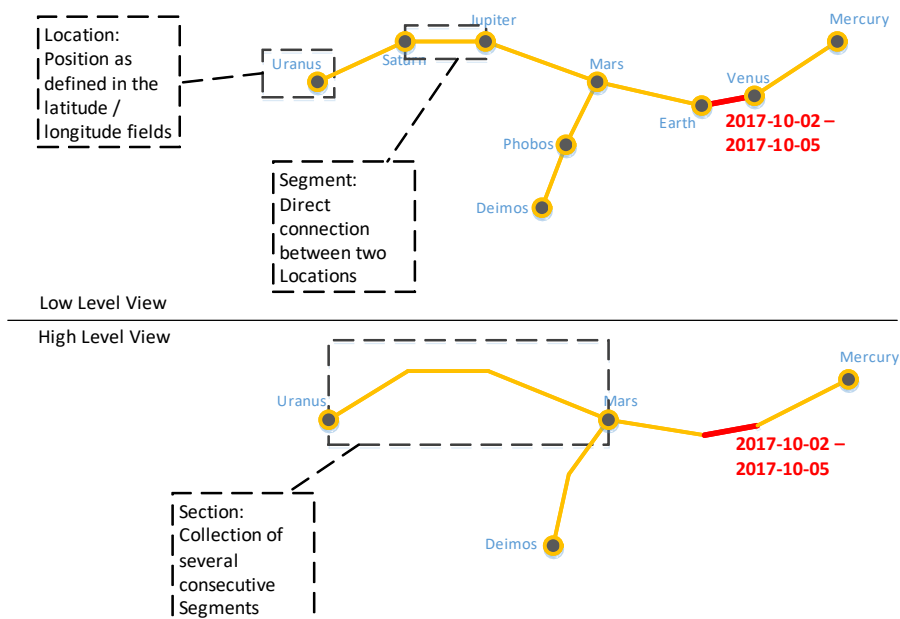 Location:
Position as
defined in the
latitude /
longitude fields
Uranus
Saturn
Jupiter
Mars
Mercury
Venus
Earth
2017-10-02 –
2017-10-05
Phobos
Deimos
Segment:
Direct
connection
between two
Locations
Low Level View
High Level View
Uranus
Mars
Mercury
2017-10-02 –
2017-10-05
Deimos
Section:
Collection of
several
consecutive
Segments